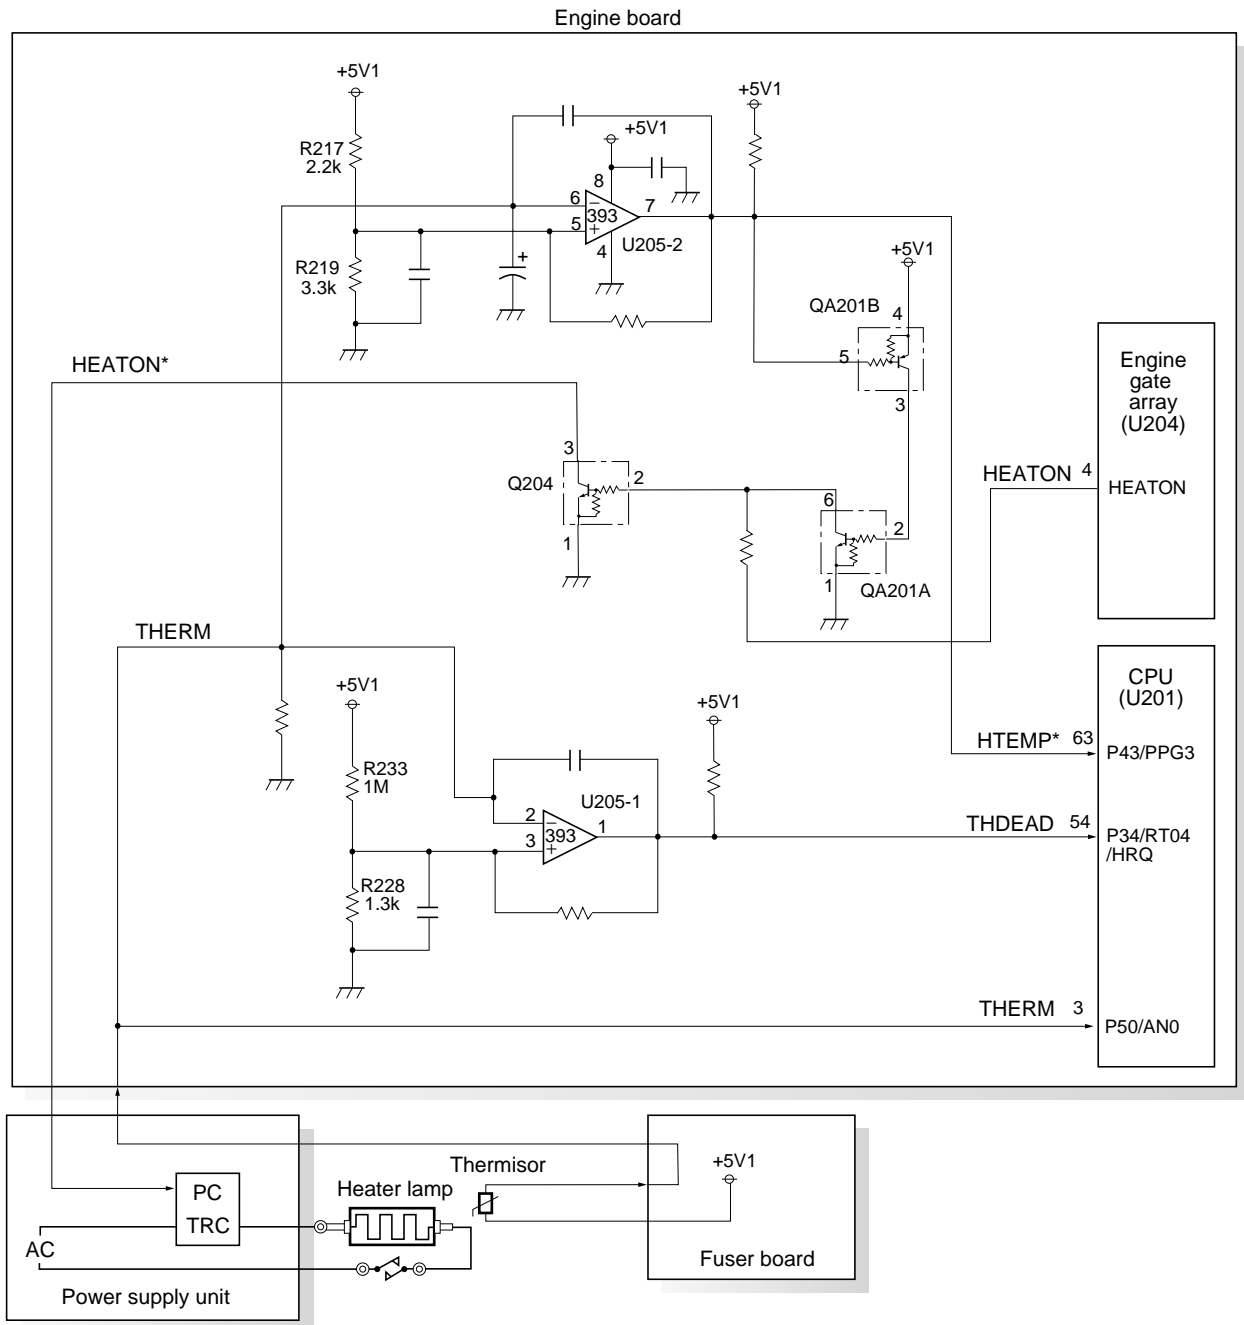 Engine board
+5V1
+5V1
+5V1
R217
2.2k
8
6
−
393
7
5
+
U205-2
4
R219
3.3k
+5V1
QA201B
4
5
3
HEATON*
Engine
gate
array
(U204)
3
Q204
2
1
HEATON 4
HEATON
6
2
1
QA201A
THERM
+5V1
+5V1
CPU
(U201)
HTEMP* 63
P43/PPG3
R233
1M
U205-1
2
−
393
1
3
+
THDEAD 54
P34/RT04
/HRQ
R228
1.3k
THERM 3
P50/AN0
Thermisor
+5V1
PC
TRC
Heater lamp
AC
Fuser board
Power supply unit